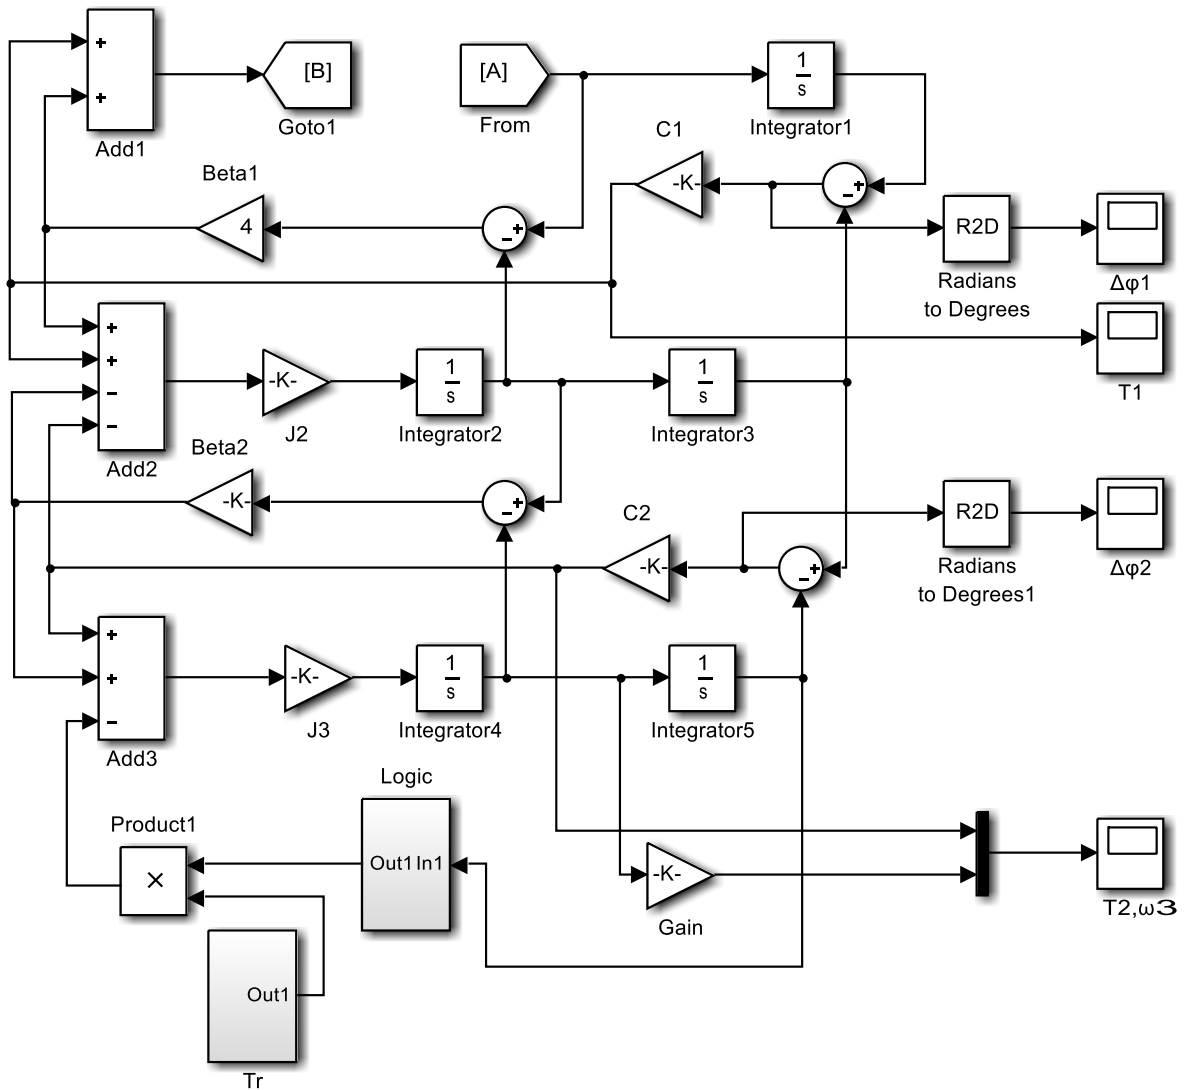 +
+
Add1
[B]
Goto1
[A]
From
1
s
Integrator1
C1
-K-
+
−
Beta1
4
+
−
R2D
Radians
to Degrees
Δφ1
T1
+
+
−
−
Add2
-K-
J2
1
s
Integrator2
1
s
Integrator3
Beta2
-K-
+
−
C2
-K-
+
−
R2D
Radians
to Degrees1
Δφ2
+
+
−
Add3
-K-
J3
1
s
Integrator4
1
s
Integrator5
Logic
Out1 In1
Product1
×
-K-
Gain
T2,ω3
Out1
Tr